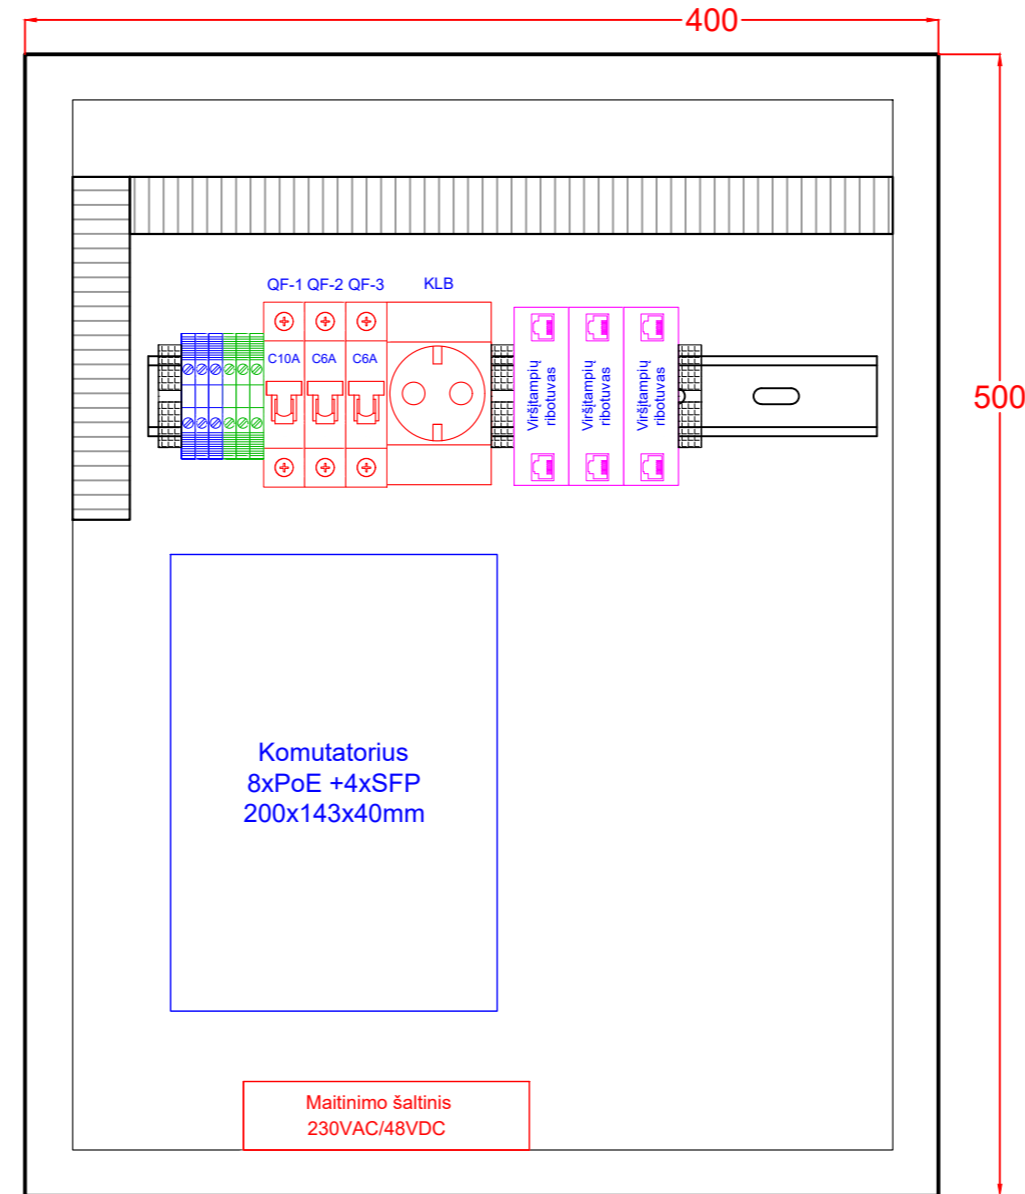 400
500
QF-1 QF-2 QF-3 KLB
C10A C6A C6A
Viršįtampių
ribotuvas
Viršįtampių
ribotuvas
Viršįtampių
ribotuvas
Komutatorius
8xPoE +4xSFP
200x143x40mm
Maitinimo šaltinis
230VAC/48VDC